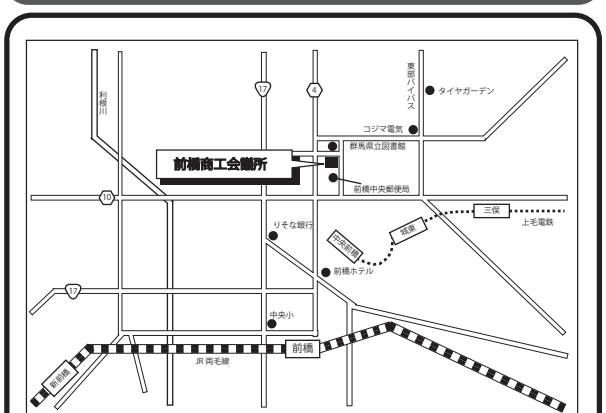 利根川
17
4
東部バイパス
タイヤガーデン
コジマ電気
群馬県立図書館
前橋商工会議所
前橋中央郵便局
10
三俣
上毛電鉄
城東
りそな銀行
中央前橋
前橋ホテル
17
中央小
前橋
JR 両毛線
新前橋